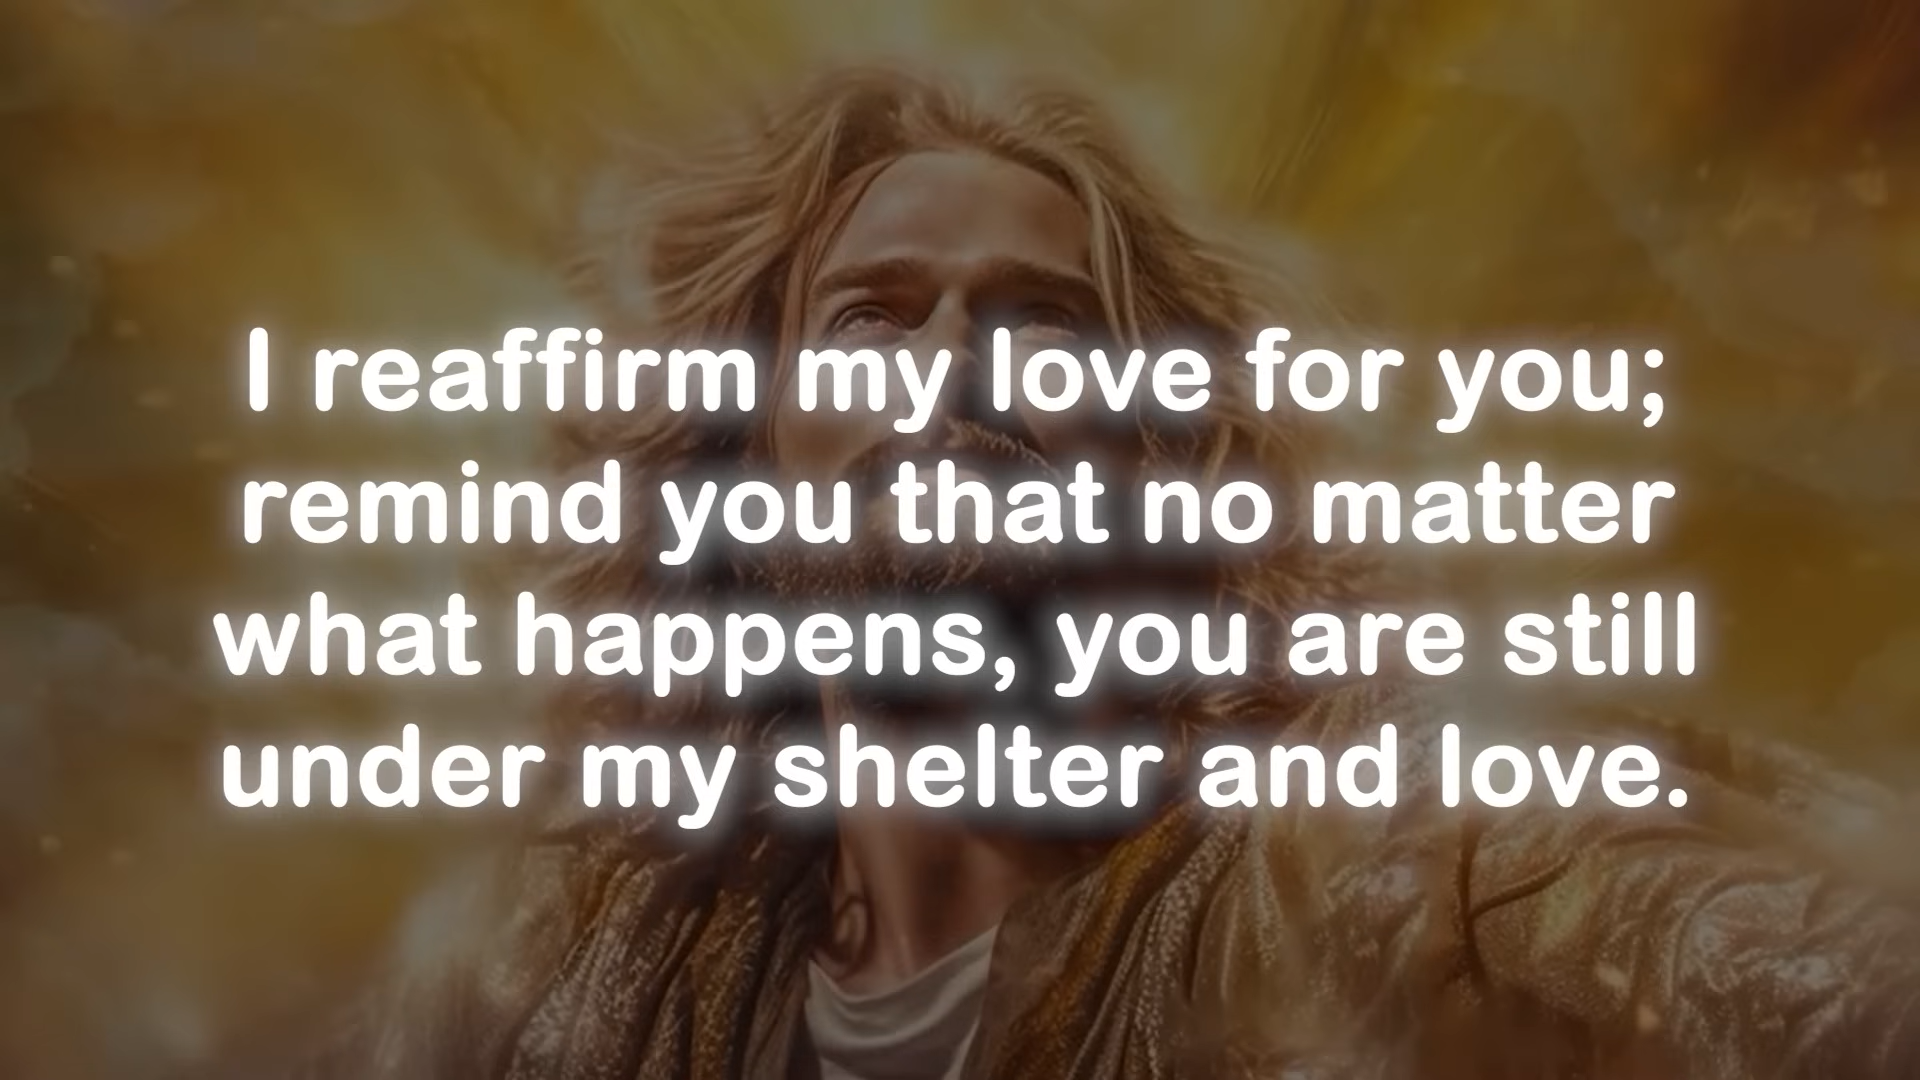 I reaffirm my love for you;
remind you that no matter
what happens, you are still
under my shelter and love.